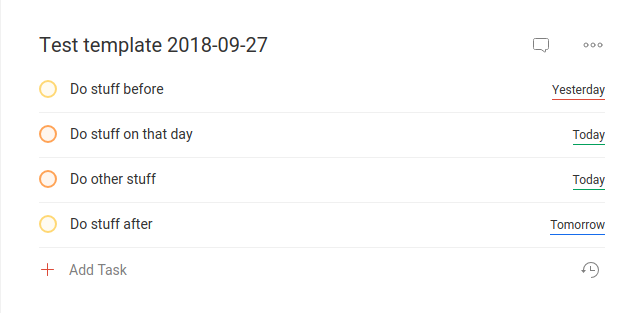 Test template 2018-09-27
Do stuff before Yesterday
Do stuff on that day Today
Do other stuff Today
Do stuff after Tomorrow
Add Task